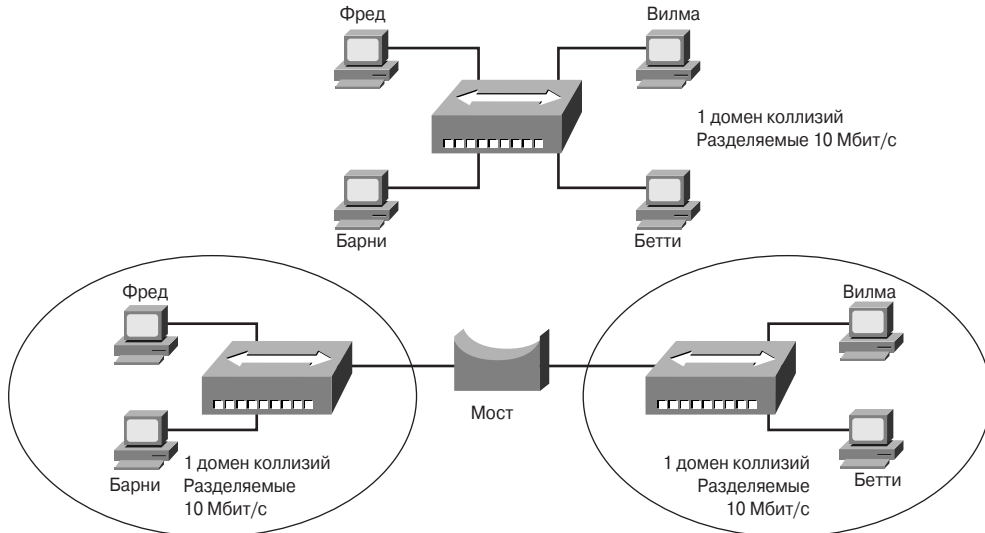 Фред
Вилма
1 домен коллизий
Разделяемые 10 Мбит/с
Барни
Бетти
Фред
Вилма
Мост
Барни
1 домен коллизий
Разделяемые
10 Мбит/с
1 домен коллизий
Разделяемые
10 Мбит/с
Бетти